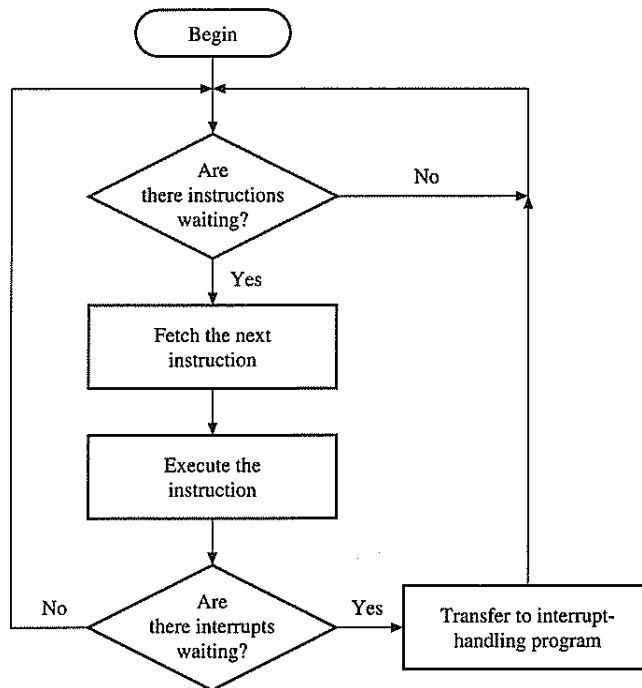 Begin
Are
there instructions
waiting?
No
Yes
Fetch the next
instruction
Execute the
instruction
No
Are
there interrupts
waiting?
Yes
Transfer to interrupt-
handling program